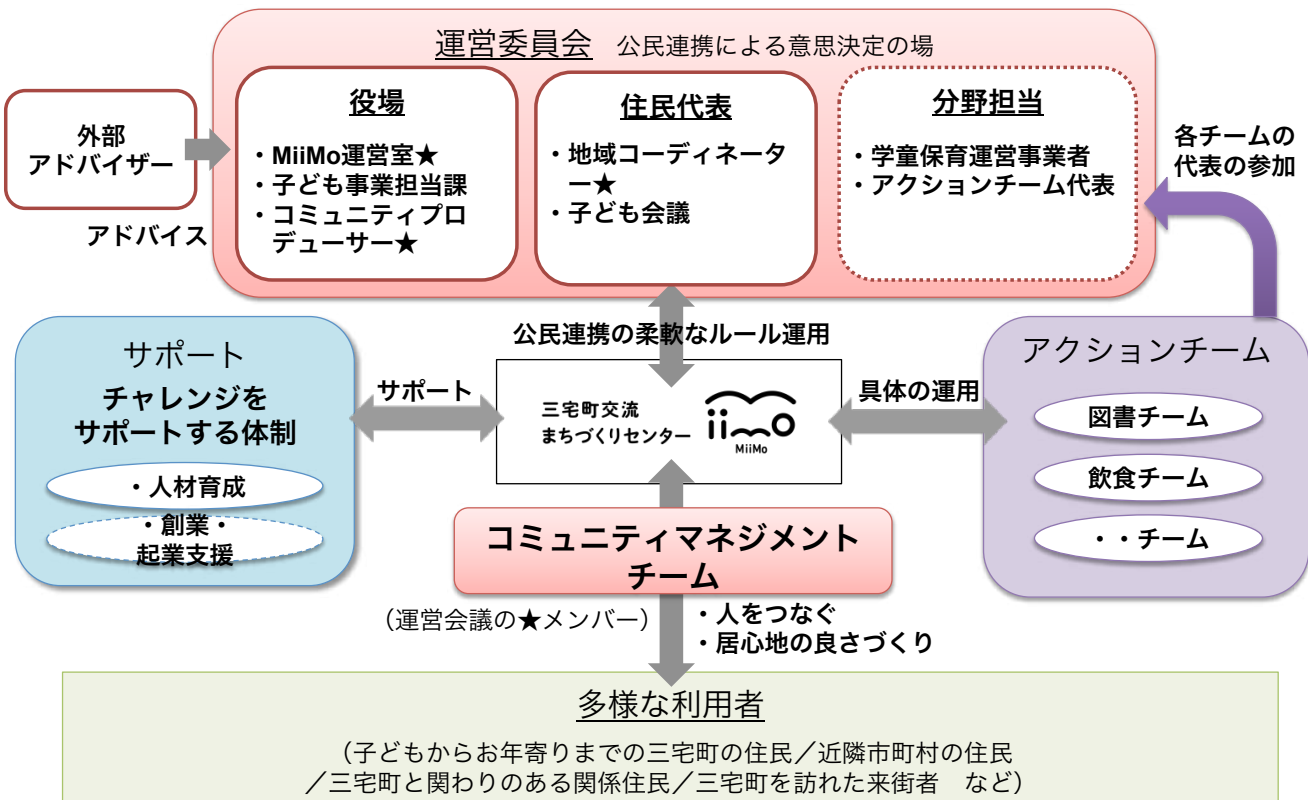 運営委員会　公民連携による意思決定の場
外部
アドバイザー
アドバイス
役場
・MiiMo運営室★
・子ども事業担当課
・コミュニティプロ
デューサー★
住民代表
・地域コーディネータ
ー★
・子ども会議
分野担当
・学童保育運営事業者
・アクションチーム代表
各チームの
代表の参加
公民連携の柔軟なルール運用
サポート
チャレンジを
サポートする体制
・人材育成
・創業・
起業支援
サポート
三宅町交流
まちづくりセンター
iimo
MiiMo
具体の運用
アクションチーム
図書チーム
飲食チーム
・・チーム
コミュニティマネジメント
チーム
（運営会議の★メンバー）
・人をつなぐ
・居心地の良さづくり
多様な利用者
（子どもからお年寄りまでの三宅町の住民／近隣市町村の住民
／三宅町と関わりのある関係住民／三宅町を訪れた来街者　など）